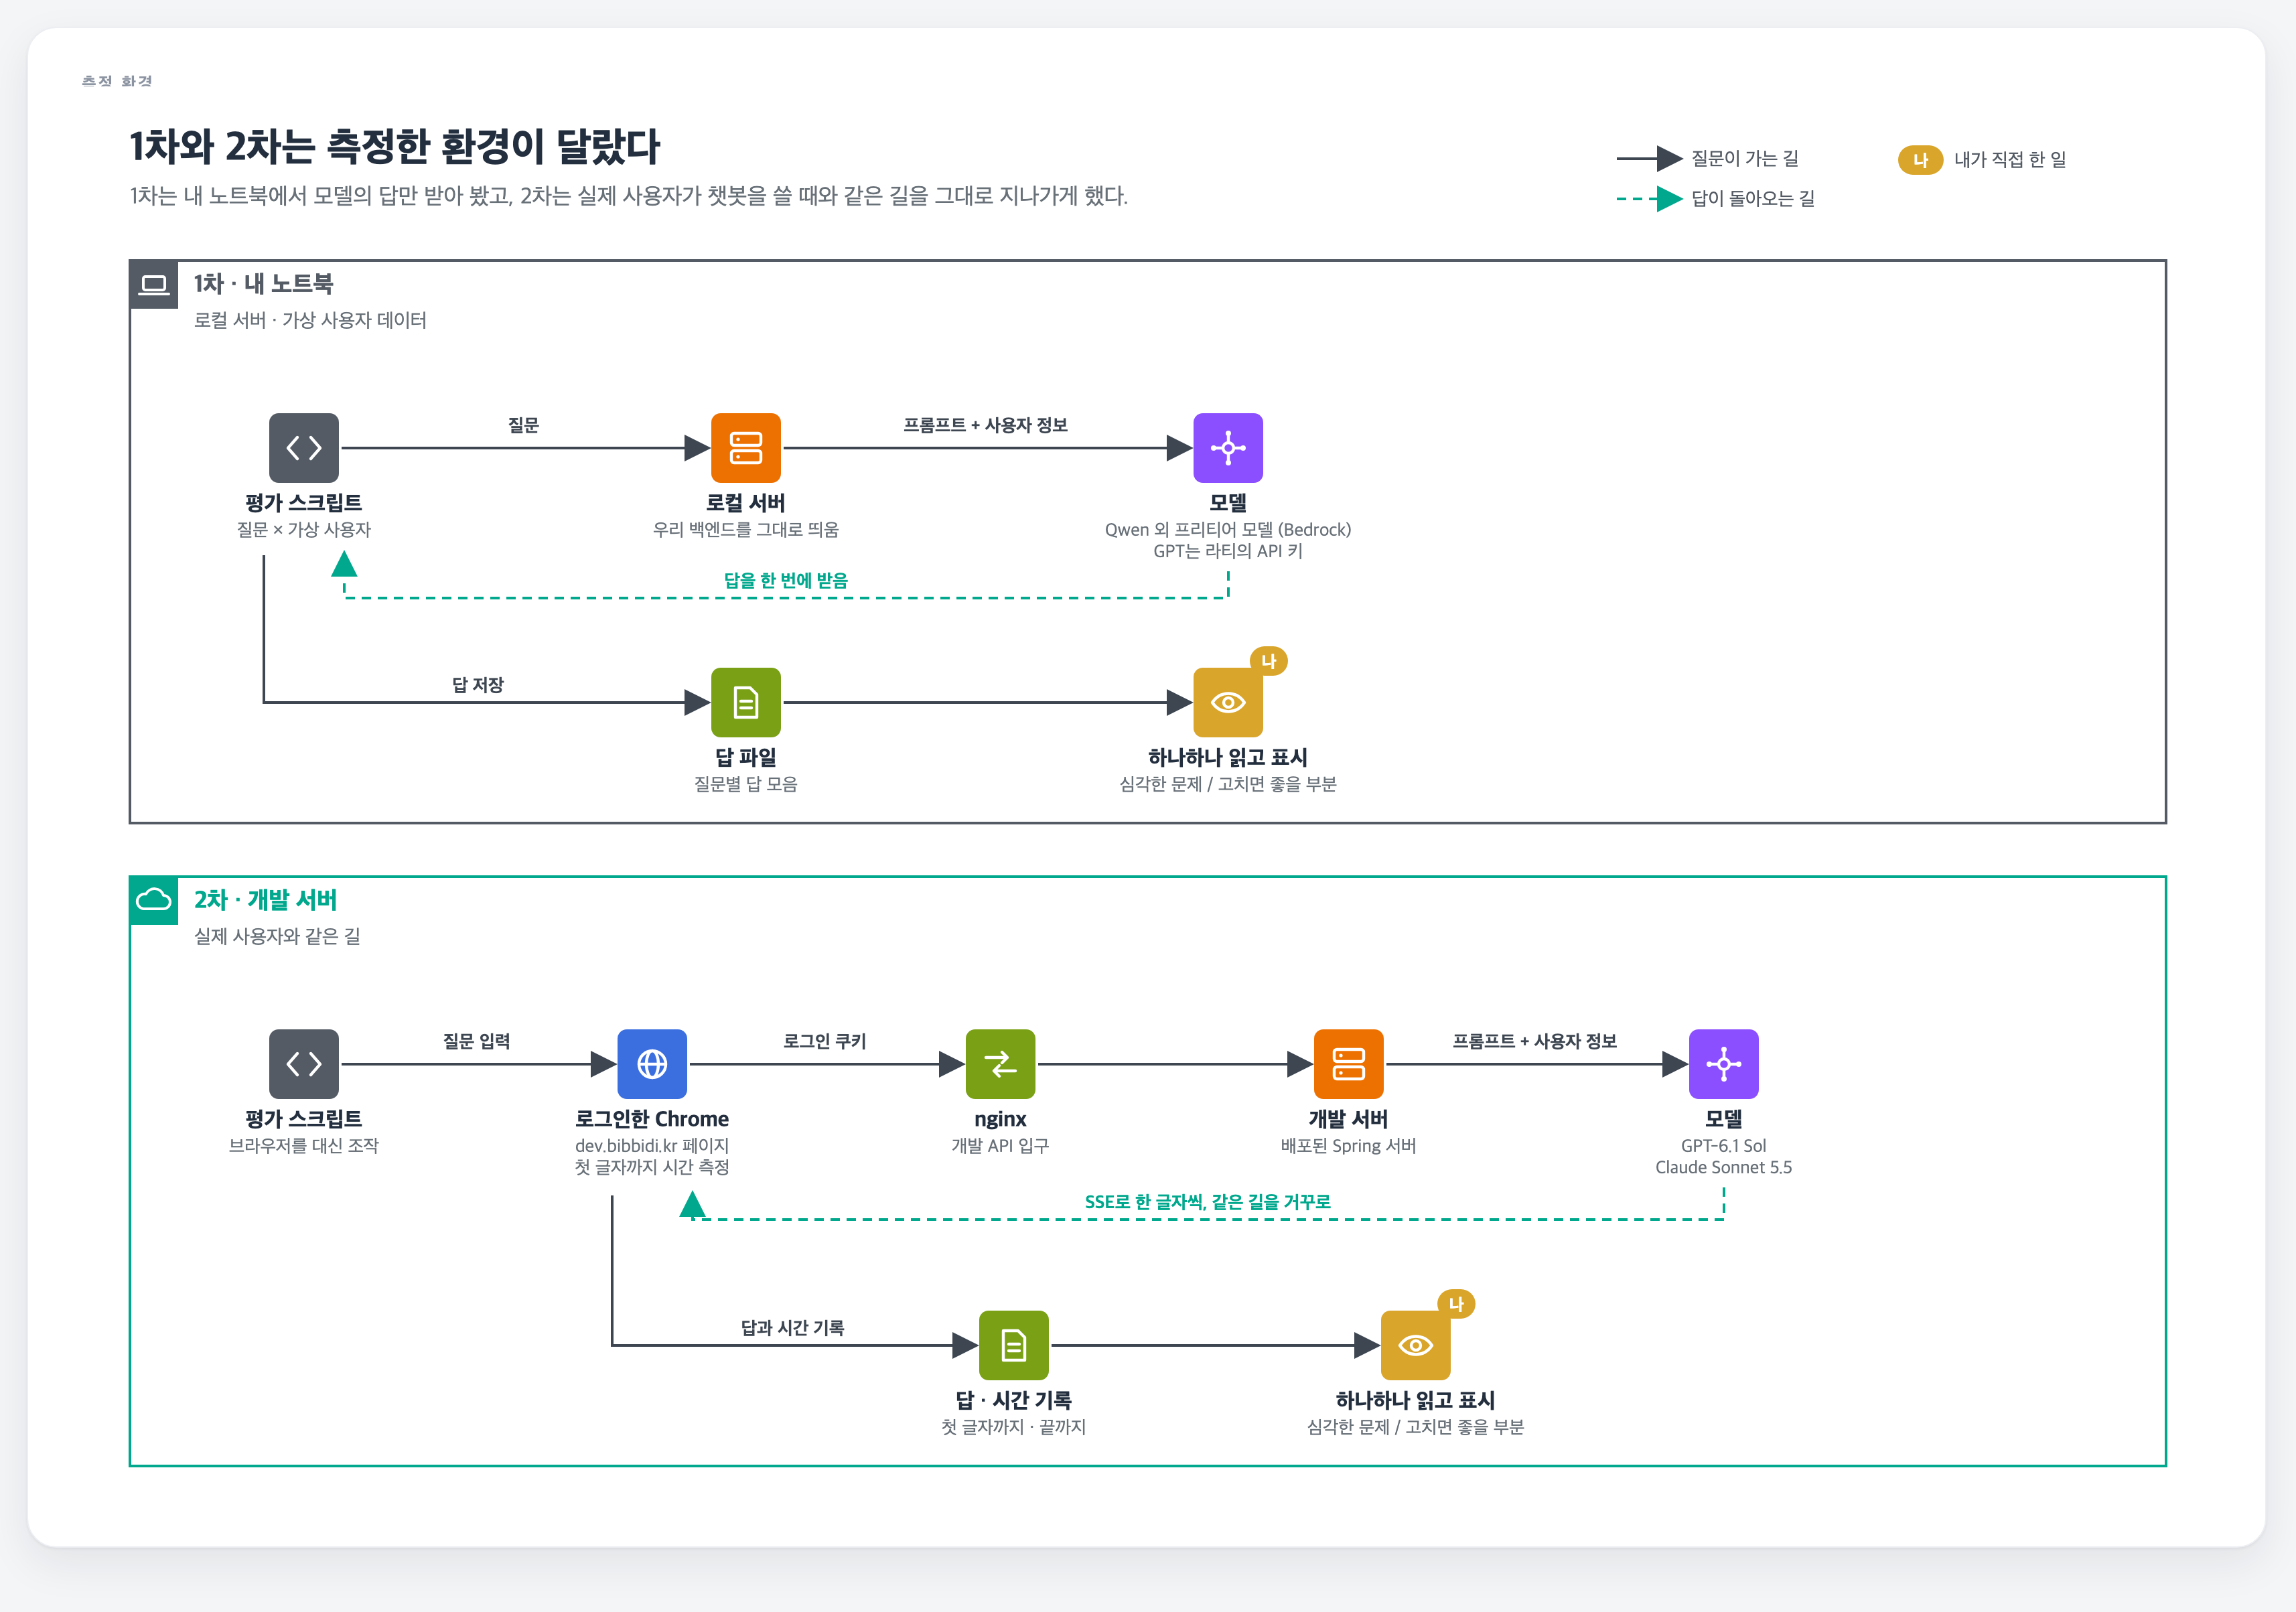 측정 환경
1차와 2차는 측정한 환경이 달랐다
1차는 내 노트북에서 모델의 답만 받아 봤고, 2차는 실제 사용자가 챗봇을 쓸 때와 같은 길을 그대로 지나가게 했다.
질문이 가는 길
나 내가 직접 한 일
답이 돌아오는 길
1차 · 내 노트북
로컬 서버 · 가상 사용자 데이터
질문
프롬프트 + 사용자 정보
평가 스크립트
질문 × 가상 사용자
로컬 서버
우리 백엔드를 그대로 띄움
모델
Qwen 외 프리티어 모델 (Bedrock)
GPT는 라티의 API 키
답을 한 번에 받음
나
답 저장
답 파일
질문별 답 모음
하나하나 읽고 표시
심각한 문제 / 고치면 좋을 부분
2차 · 개발 서버
실제 사용자와 같은 길
질문 입력
로그인 쿠키
프롬프트 + 사용자 정보
평가 스크립트
브라우저를 대신 조작
로그인한 Chrome
dev.bibbidi.kr 페이지
첫 글자까지 시간 측정
nginx
개발 API 입구
개발 서버
배포된 Spring 서버
모델
GPT-6.1 Sol
Claude Sonnet 5.5
SSE로 한 글자씩, 같은 길을 거꾸로
나
답과 시간 기록
답 · 시간 기록
첫 글자까지 · 끝까지
하나하나 읽고 표시
심각한 문제 / 고치면 좋을 부분